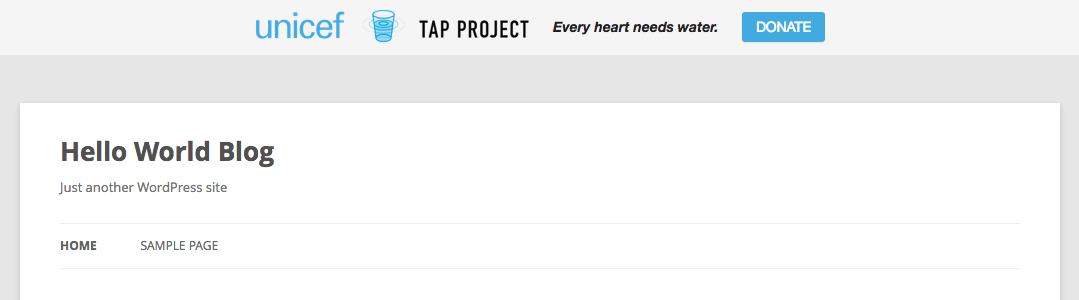 unicef TAP PROJECT Every heart needs water. DONATE
Hello World Blog
Just another WordPress site
HOME SAMPLE PAGE